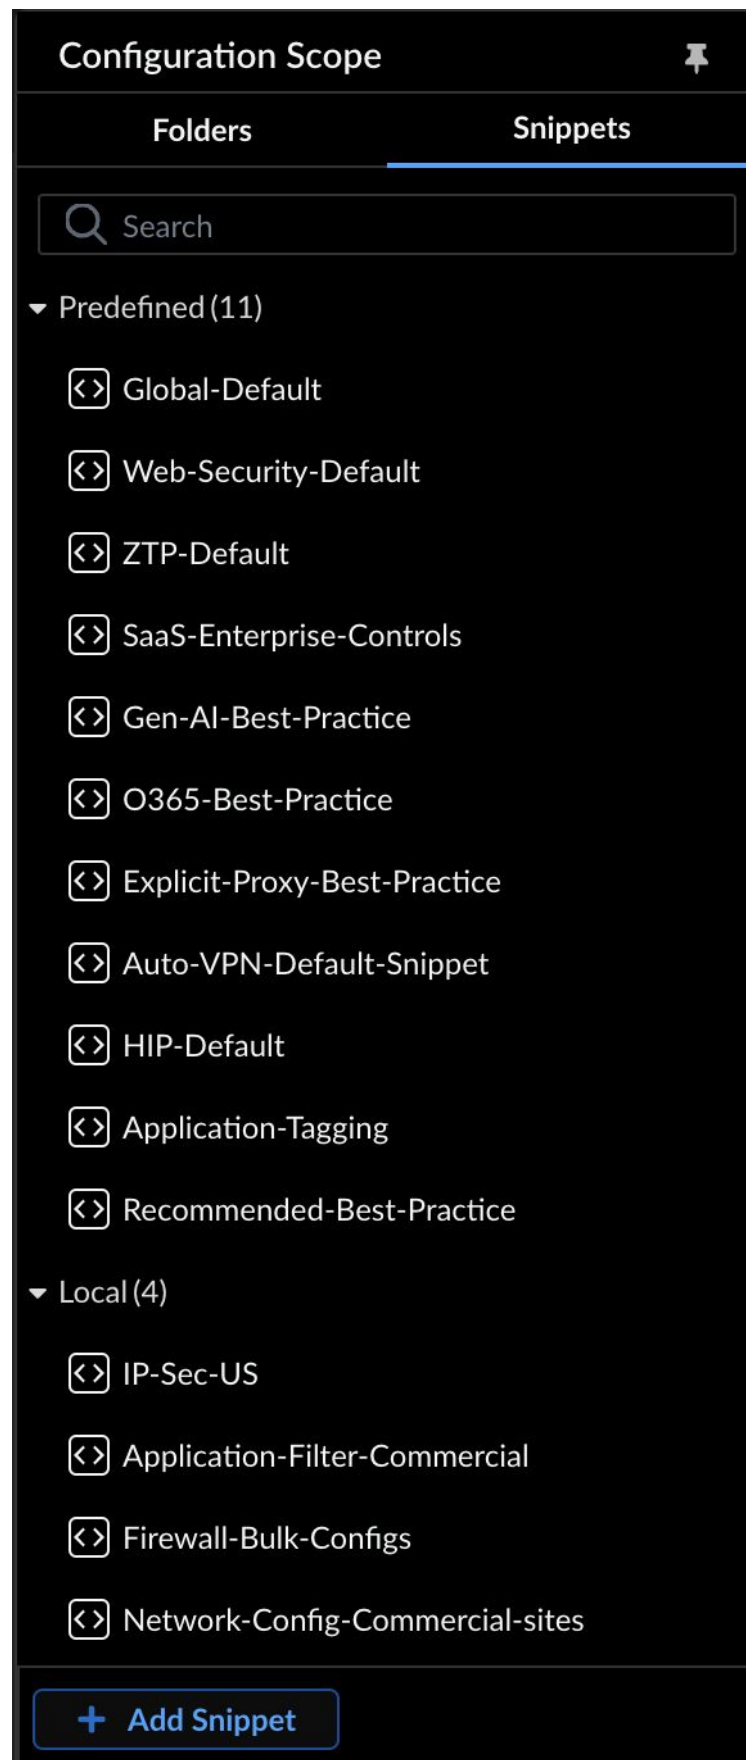 Configuration Scope
Folders
Snippets
Search
Predefined (11)
Global-Default
Web-Security-Default
ZTP-Default
SaaS-Enterprise-Controls
Gen-AI-Best-Practice
O365-Best-Practice
Explicit-Proxy-Best-Practice
Auto-VPN-Default-Snippet
HIP-Default
Application-Tagging
Recommended-Best-Practice
Local (4)
IP-Sec-US
Application-Filter-Commercial
Firewall-Bulk-Configs
Network-Config-Commercial-sites
+ Add Snippet